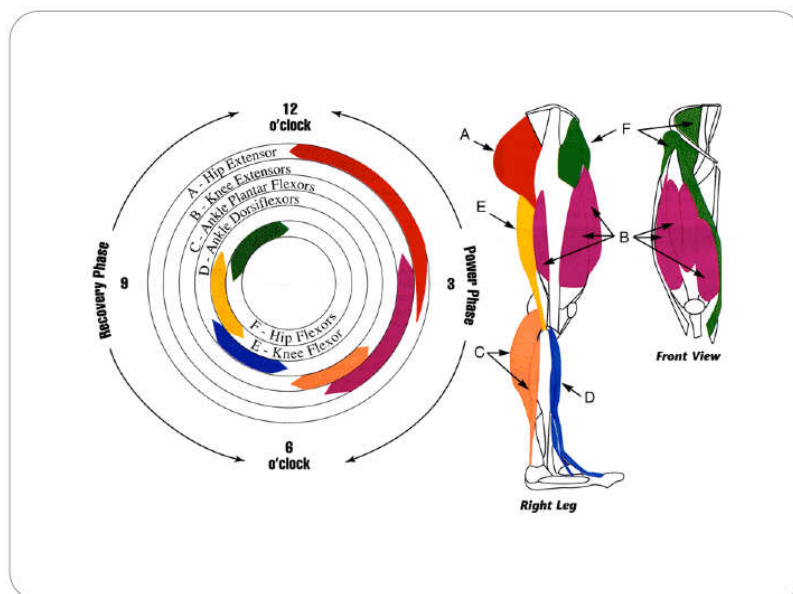 12
o'clock
A - Hip Extensor
B - Knee Extensors
C - Ankle Plantar Flexors
D - Ankle Dorsiflexors
F - Hip Flexors
E - Knee Flexor
Recovery Phase
9
3
Power Phase
6
o'clock
A
F
E
B
C
D
Front View
Right Leg